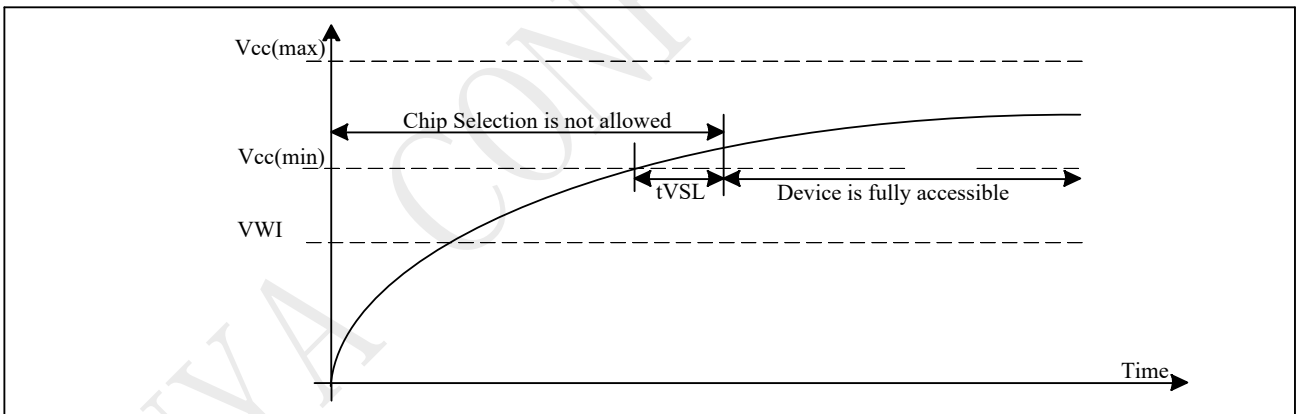 Vcc(max)
Chip Selection is not allowed
Vcc(min)
tVSL
Device is fully accessible
VWI
Time